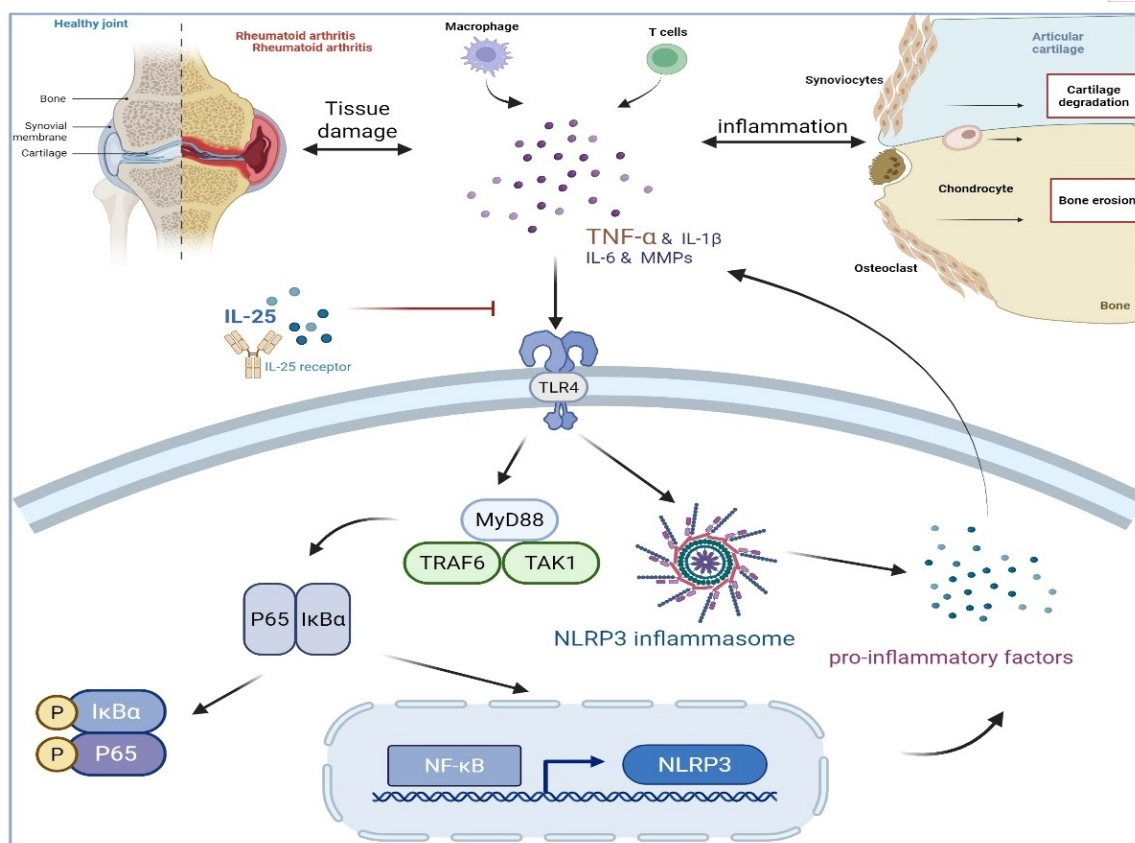 Healthy joint
Rheumatoid arthritis
Rheumatoid arthritis
Bone
Synovial
membrane
Cartilage
Tissue
damage
Macrophage
T cells
inflammation
TNF-α & IL-1β
IL-6 & MMPs
Articular
cartilage
Synoviocytes
Cartilage
degradation
Chondrocyte
Bone erosion
Osteoclast
Bone
IL-25
IL-25 receptor
TLR4
MyD88
TRAF6
TAK1
P65
IκBα
NLRP3 inflammasome
pro-inflammatory factors
P
IκBα
P
P65
NF-κB
NLRP3